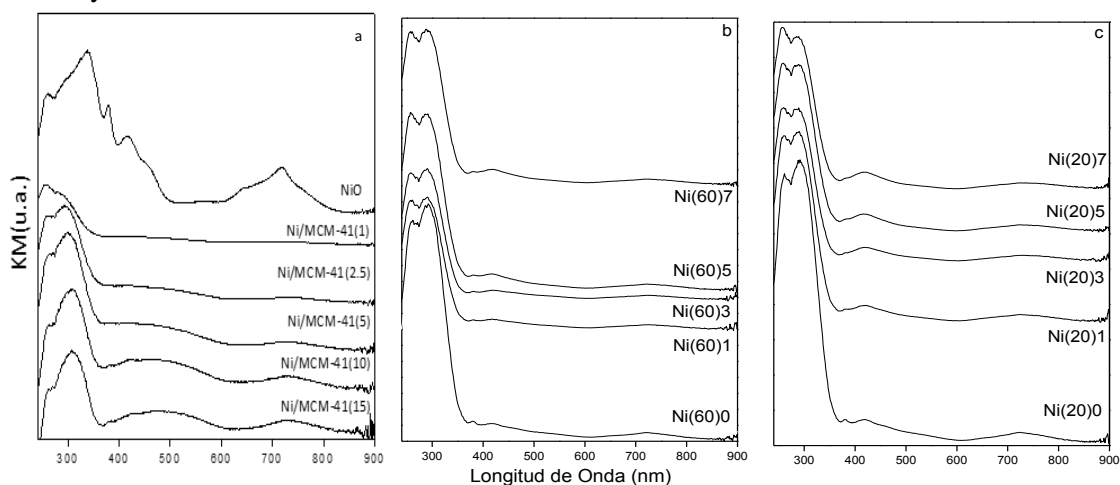 a
KM(u.a.)
NiO
Ni/MCM-41(1)
Ni/MCM-41(2.5)
Ni/MCM-41(5)
Ni/MCM-41(10)
Ni/MCM-41(15)
300 400 500 600 700 800 900
b
Ni(60)7
Ni(60)5
Ni(60)3
Ni(60)1
Ni(60)0
300 400 500 600 700 800 900
c
Ni(20)7
Ni(20)5
Ni(20)3
Ni(20)1
Ni(20)0
300 400 500 600 700 800 900
Longitud de Onda (nm)